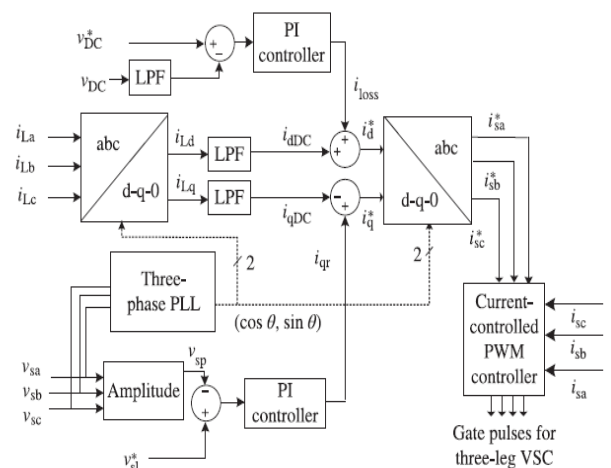 v*DC
PI controller
vDC
LPF
iloss
iLa
iLb
iLc
abc
d-q-0
iLd
LPF
idDC
i*d
iLq
LPF
iqDC
i*q
abc
d-q-0
i*sa
i*sb
i*sc
2
iqr
2
Three-phase PLL
(cos θ, sin θ)
Current-controlled PWM controller
isc
isb
isa
vsa
vsb
vsc
Amplitude
vsp
PI controller
Gate pulses for three-leg VSC